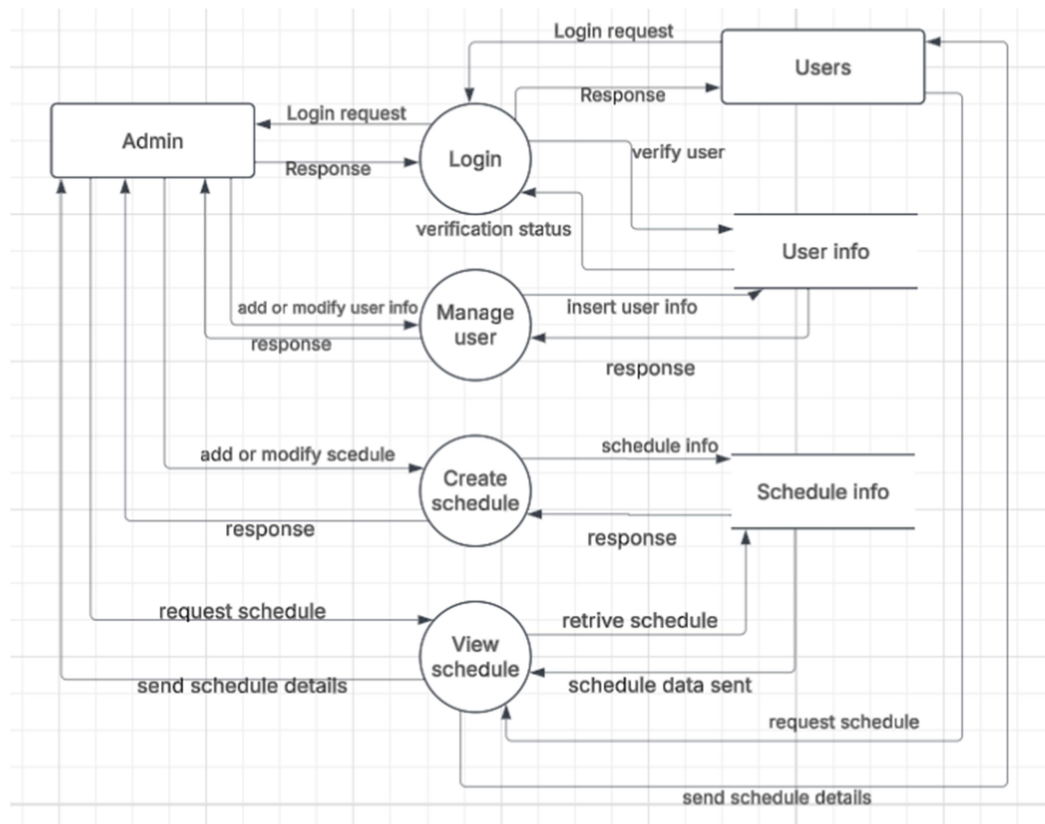 Login request
Users
Response
Login request
Admin
Login
Response
verify user
verification status
User info
add or modify user info
Manage
user
insert user info
response
response
add or modify scedule
schedule info
Create
schedule
Schedule info
response
response
request schedule
retrive schedule
View
schedule
send schedule details
schedule data sent
request schedule
send schedule details